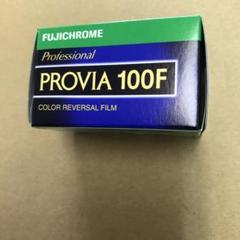 FUJICHROME
Professional
PROVIA 100F
COLOR REVERSAL FILM